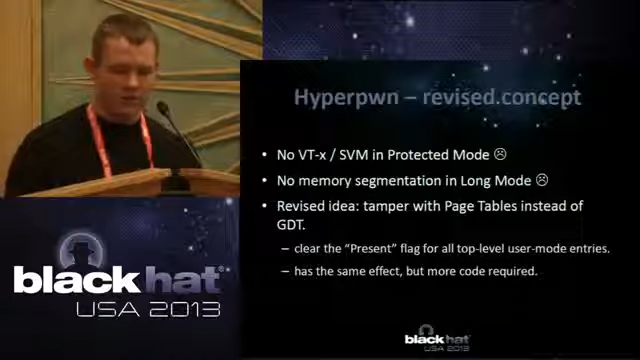 Hyperpwn – revised concept
• No VT-x / SVM in Protected Mode ☹
• No memory segmentation in Long Mode ☹
• Revised idea: tamper with Page Tables instead of
GDT.
– clear the “Present” flag for all top-level user-mode entries.
– has the same effect, but more code required.
black hat®
USA 2013
black hat®
USA 2013